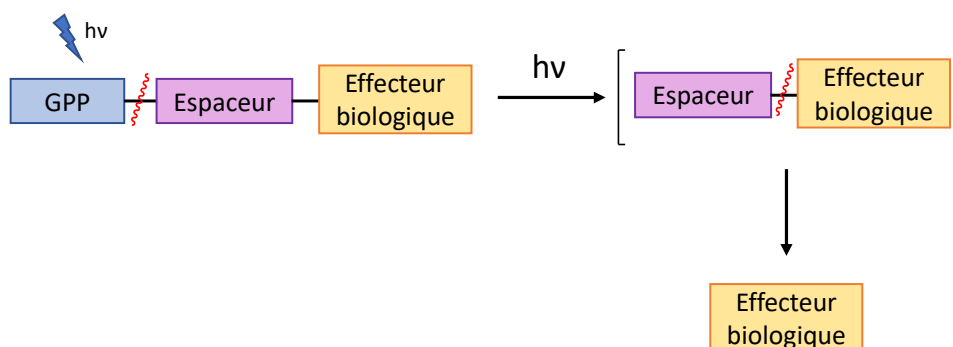 hν
GPP
Espaceur
Effecteur
biologique
hν
Espaceur
Effecteur
biologique
Effecteur
biologique